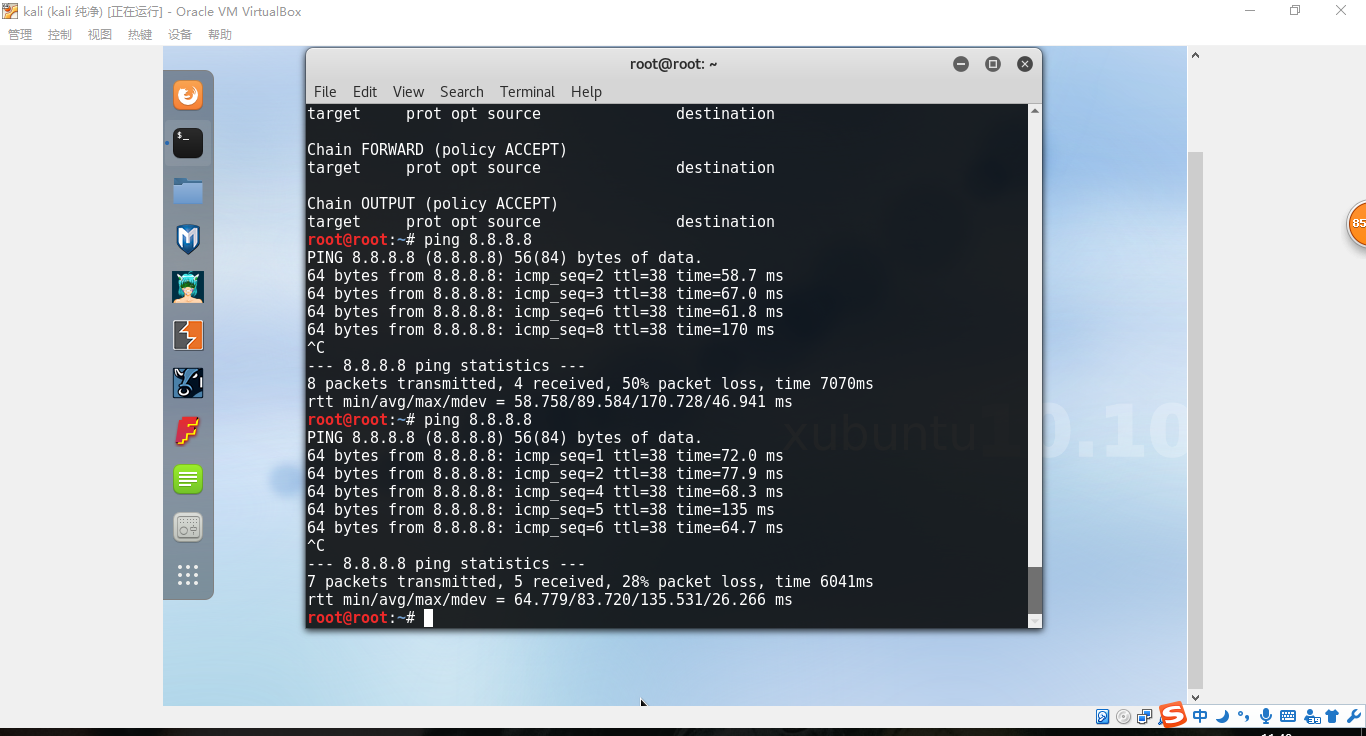 kali (kali 纯净) [正在运行] - Oracle VM VirtualBox
管理 控制 视图 热键 设备 帮助
root@root: ~
File Edit View Search Terminal Help
target     prot opt source               destination
Chain FORWARD (policy ACCEPT)
target     prot opt source               destination
Chain OUTPUT (policy ACCEPT)
target     prot opt source               destination
root@root:~# ping 8.8.8.8
PING 8.8.8.8 (8.8.8.8) 56(84) bytes of data.
64 bytes from 8.8.8.8: icmp_seq=2 ttl=38 time=58.7 ms
64 bytes from 8.8.8.8: icmp_seq=3 ttl=38 time=67.0 ms
64 bytes from 8.8.8.8: icmp_seq=6 ttl=38 time=61.8 ms
64 bytes from 8.8.8.8: icmp_seq=8 ttl=38 time=170 ms
^C
--- 8.8.8.8 ping statistics ---
8 packets transmitted, 4 received, 50% packet loss, time 7070ms
rtt min/avg/max/mdev = 58.758/89.584/170.728/46.941 ms
root@root:~# ping 8.8.8.8
PING 8.8.8.8 (8.8.8.8) 56(84) bytes of data.
64 bytes from 8.8.8.8: icmp_seq=1 ttl=38 time=72.0 ms
64 bytes from 8.8.8.8: icmp_seq=2 ttl=38 time=77.9 ms
64 bytes from 8.8.8.8: icmp_seq=4 ttl=38 time=68.3 ms
64 bytes from 8.8.8.8: icmp_seq=5 ttl=38 time=135 ms
64 bytes from 8.8.8.8: icmp_seq=6 ttl=38 time=64.7 ms
^C
--- 8.8.8.8 ping statistics ---
7 packets transmitted, 5 received, 28% packet loss, time 6041ms
rtt min/avg/max/mdev = 64.779/83.720/135.531/26.266 ms
root@root:~#
xubuntu 0.10
85
中